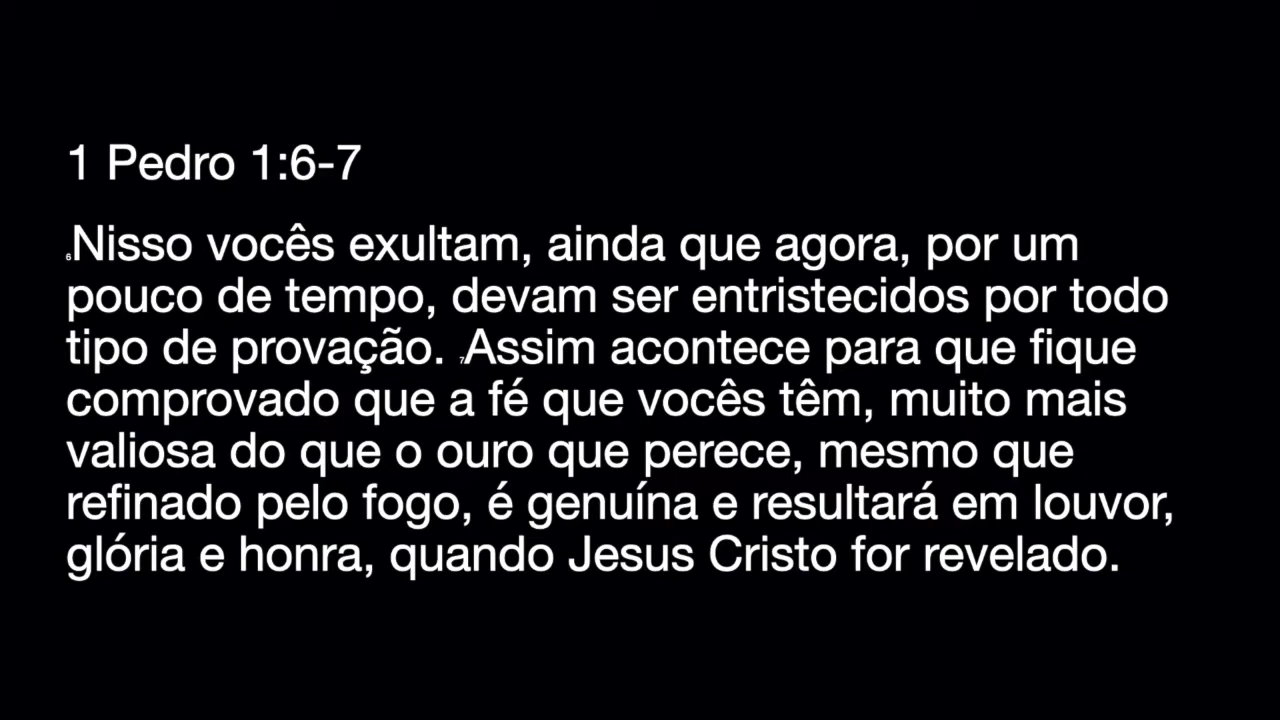 1 Pedro 1:6-7
6Nisso vocês exultam, ainda que agora, por um
pouco de tempo, devam ser entristecidos por todo
tipo de provação. 7Assim acontece para que fique
comprovado que a fé que vocês têm, muito mais
valiosa do que o ouro que perece, mesmo que
refinado pelo fogo, é genuína e resultará em louvor,
glória e honra, quando Jesus Cristo for revelado.